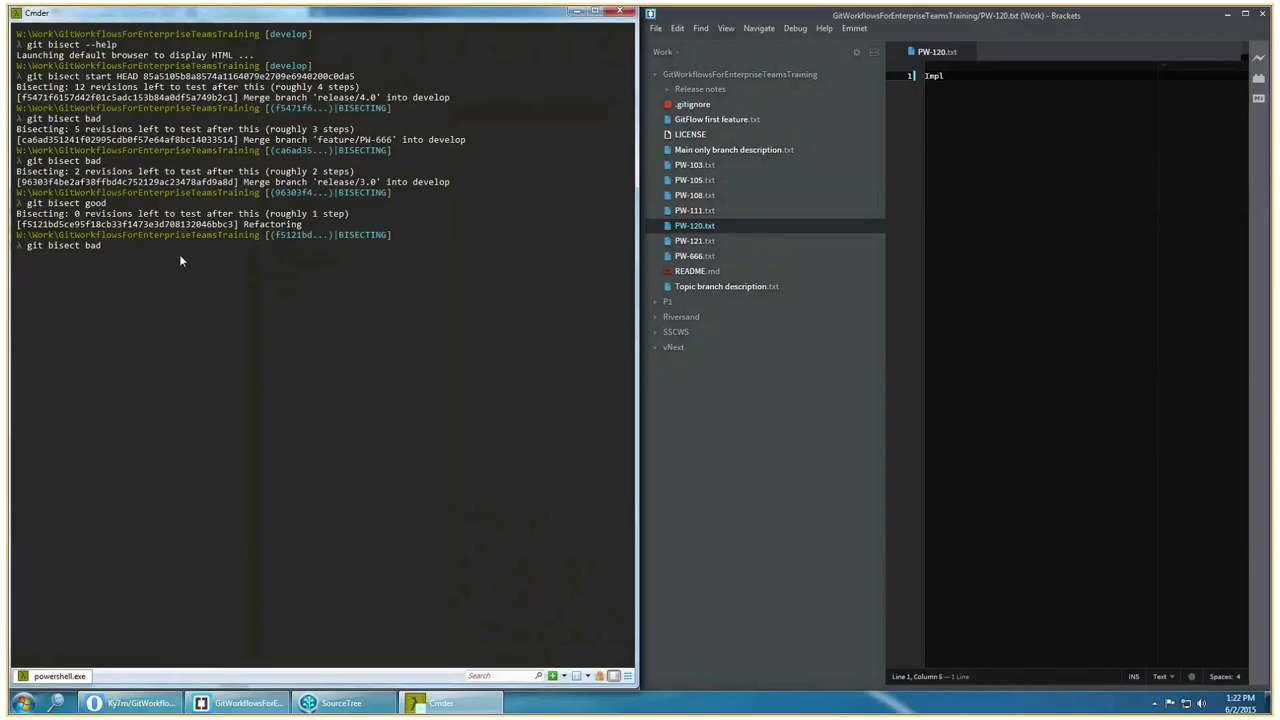 Cmder
W:\Work\GitWorkflowsForEnterpriseTeamsTraining [develop]
λ git bisect --help
Launching default browser to display HTML ...
W:\Work\GitWorkflowsForEnterpriseTeamsTraining [develop]
λ git bisect start HEAD 85a5105b8a8574a1164079e2709e6940200c0da5
Bisecting: 12 revisions left to test after this (roughly 4 steps)
[f5471f6157d42f01c5adc153b84a0df5a749b2c1] Merge branch 'release/4.0' into develop
W:\Work\GitWorkflowsForEnterpriseTeamsTraining [(f5471f6...)|BISECTING]
λ git bisect bad
Bisecting: 5 revisions left to test after this (roughly 3 steps)
[ca6ad351241f02995cdb0f57e64af8bc14033514] Merge branch 'feature/PW-666' into develop
W:\Work\GitWorkflowsForEnterpriseTeamsTraining [(ca6ad35...)|BISECTING]
λ git bisect bad
Bisecting: 2 revisions left to test after this (roughly 2 steps)
[96303f4be2af38ffbd4c752129ac23478afd9a8d] Merge branch 'release/3.0' into develop
W:\Work\GitWorkflowsForEnterpriseTeamsTraining [(96303f4...)|BISECTING]
λ git bisect good
Bisecting: 0 revisions left to test after this (roughly 1 step)
[f5121bd5ce95f18cb33f1473e3d708132046bbc3] Refactoring
W:\Work\GitWorkflowsForEnterpriseTeamsTraining [(f5121bd...)|BISECTING]
λ git bisect bad
powershell.exe
Search
GitWorkflowsForEnterpriseTeamsTraining/PW-120.txt (Work) - Brackets
File Edit Find View Navigate Debug Help Emmet
Work
GitWorkflowsForEnterpriseTeamsTraining
Release notes
.gitignore
GitFlow first feature.txt
LICENSE
Main only branch description.txt
PW-103.txt
PW-105.txt
PW-108.txt
PW-111.txt
PW-120.txt
PW-121.txt
PW-666.txt
README.md
Topic branch description.txt
P1
Riversand
SSCWS
vNext
PW-120.txt
1 Impl
Line 1, Column 5 — 1 Line
INS Text Spaces: 4
Ky7m/GitWorkflo...
GitWorkflowsForE...
SourceTree
Cmder
1:22 PM
6/2/2015